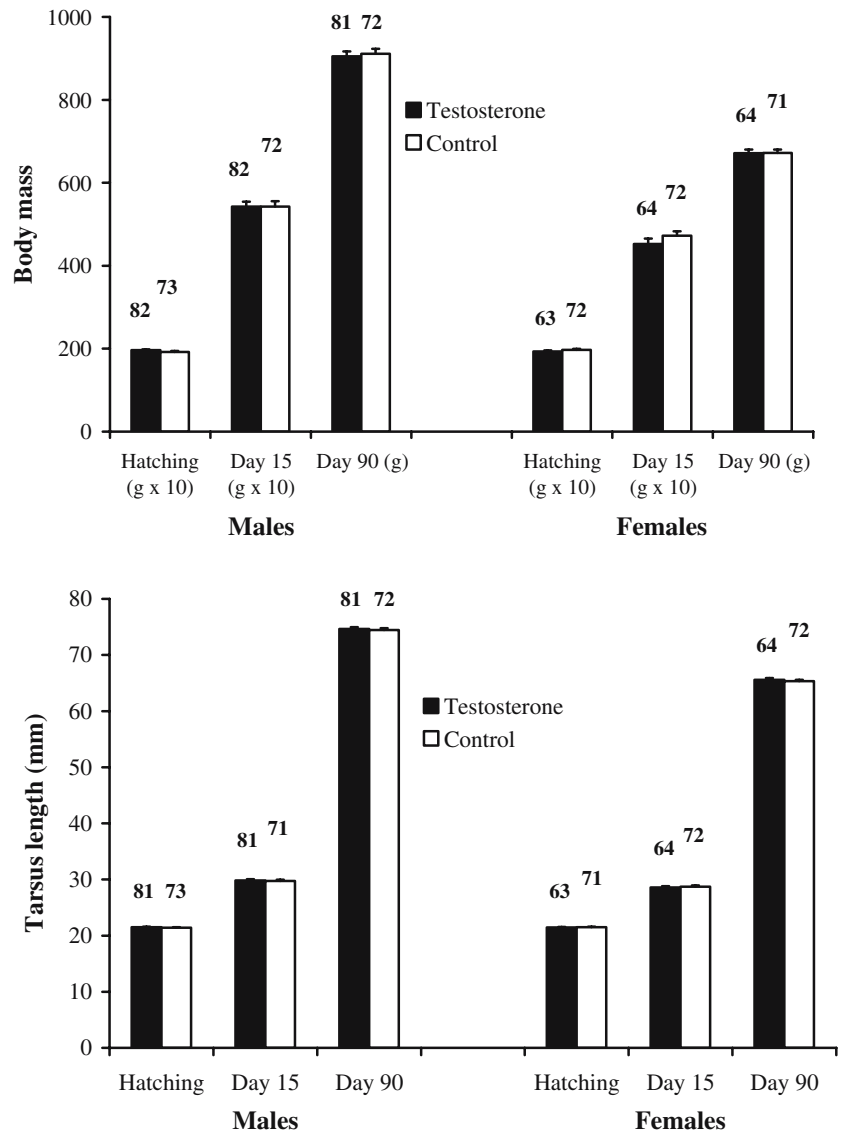 1000
800
600
400
200
0
Body mass
81 72
82 72
82 73
Testosterone
Control
64 71
64 72
63 72
Hatching (g x 10)
Day 15 (g x 10)
Day 90 (g)
Hatching (g x 10)
Day 15 (g x 10)
Day 90 (g)
Males
Females
80
70
60
50
40
30
20
10
0
Tarsus length (mm)
81 72
81 71
81 73
Testosterone
Control
64 72
64 72
63 71
Hatching
Day 15
Day 90
Hatching
Day 15
Day 90
Males
Females